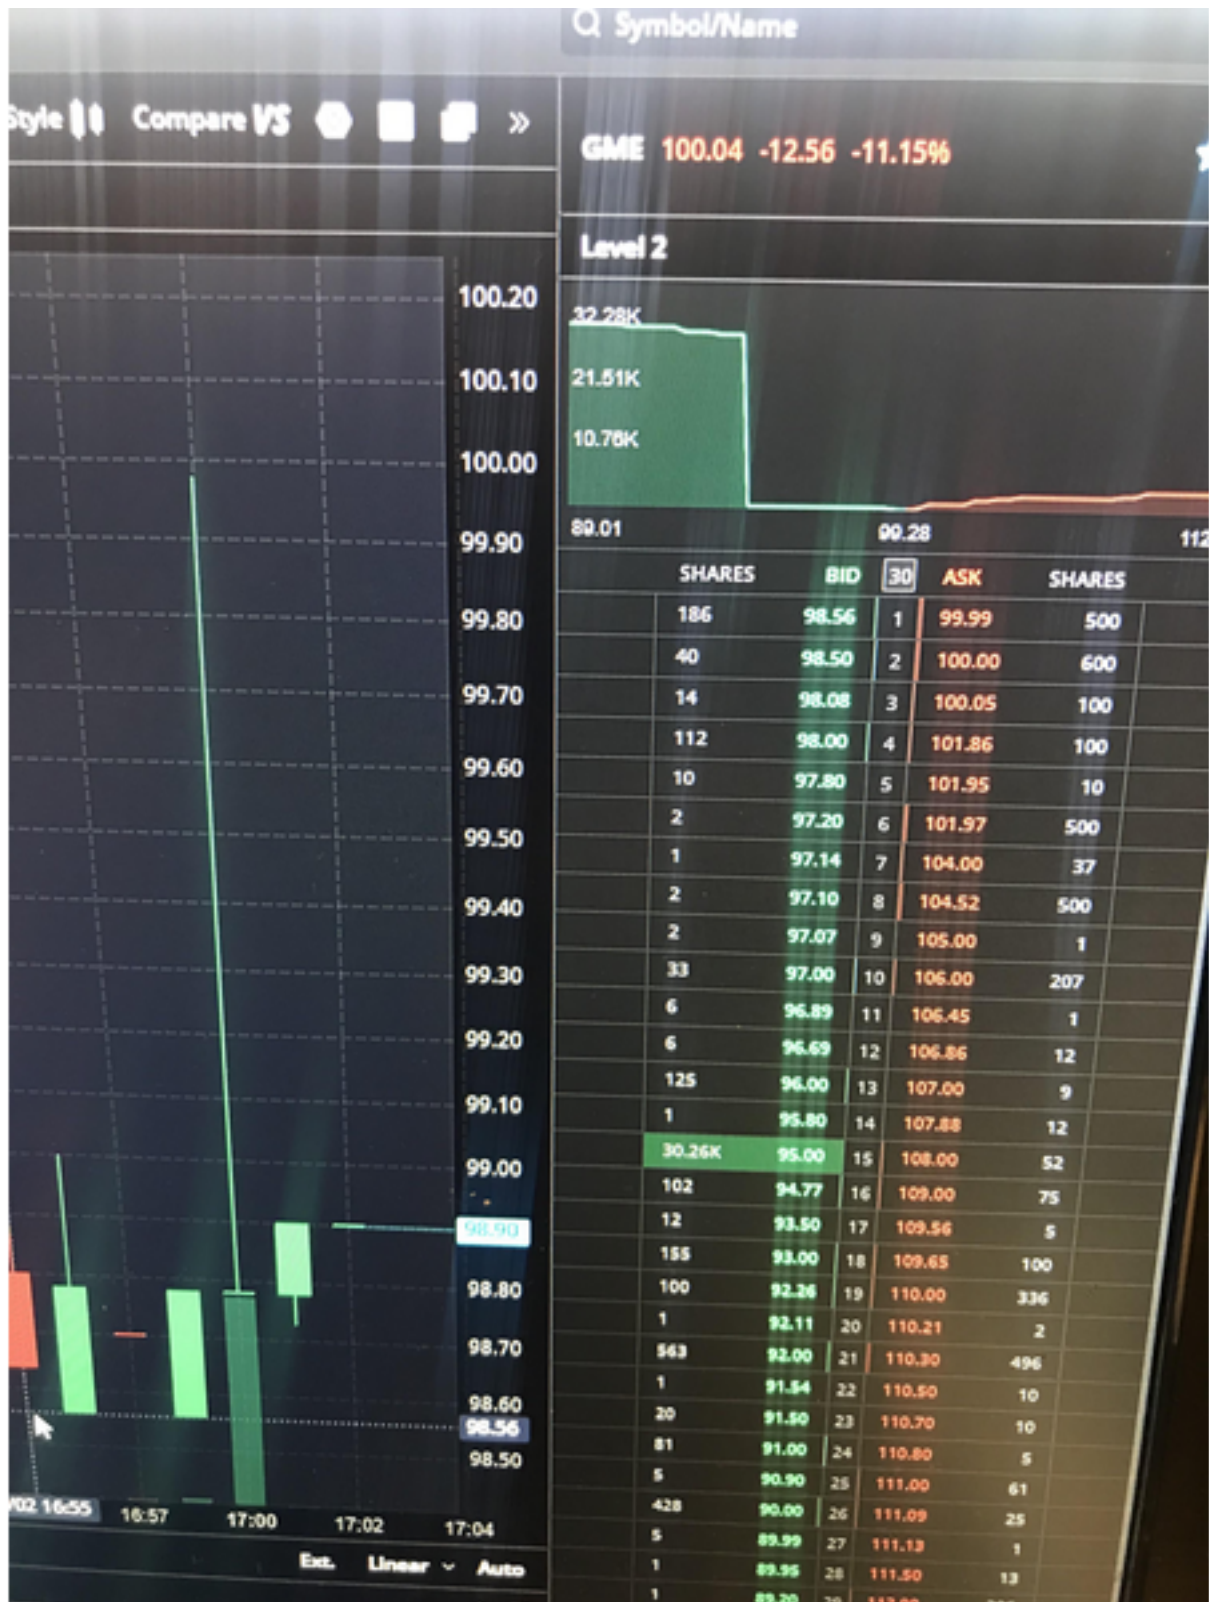 Symbol/Name
Style Compare VS »
GME 100.04 -12.56 -11.15%
Level 2
100.20
100.10
100.00
99.90
99.80
99.70
99.60
99.50
99.40
99.30
99.20
99.10
99.00
98.90
98.80
98.70
98.60
98.56
98.50
/02 16:55 16:57 17:00 17:02 17:04
Ext. Linear Auto
32.28K
21.51K
10.76K
89.01 99.28 112
SHARES BID 30 ASK SHARES
186 98.56 1 99.99 500
40 98.50 2 100.00 600
14 98.08 3 100.05 100
112 98.00 4 101.86 100
10 97.80 5 101.95 10
2 97.20 6 101.97 500
1 97.14 7 104.00 37
2 97.10 8 104.52 500
2 97.07 9 105.00 1
33 97.00 10 106.00 207
6 96.89 11 106.45 1
6 96.69 12 106.86 12
125 96.00 13 107.00 9
1 95.80 14 107.88 12
30.26K 95.00 15 108.00 52
102 94.77 16 109.00 75
12 93.50 17 109.56 5
155 93.00 18 109.65 100
100 92.26 19 110.00 336
1 92.11 20 110.21 2
563 92.00 21 110.30 496
1 91.54 22 110.50 10
20 91.50 23 110.70 10
81 91.00 24 110.80 5
5 90.90 25 111.00 61
428 90.00 26 111.09 25
5 89.99 27 111.13 1
1 89.95 28 111.50 13
1 89.20